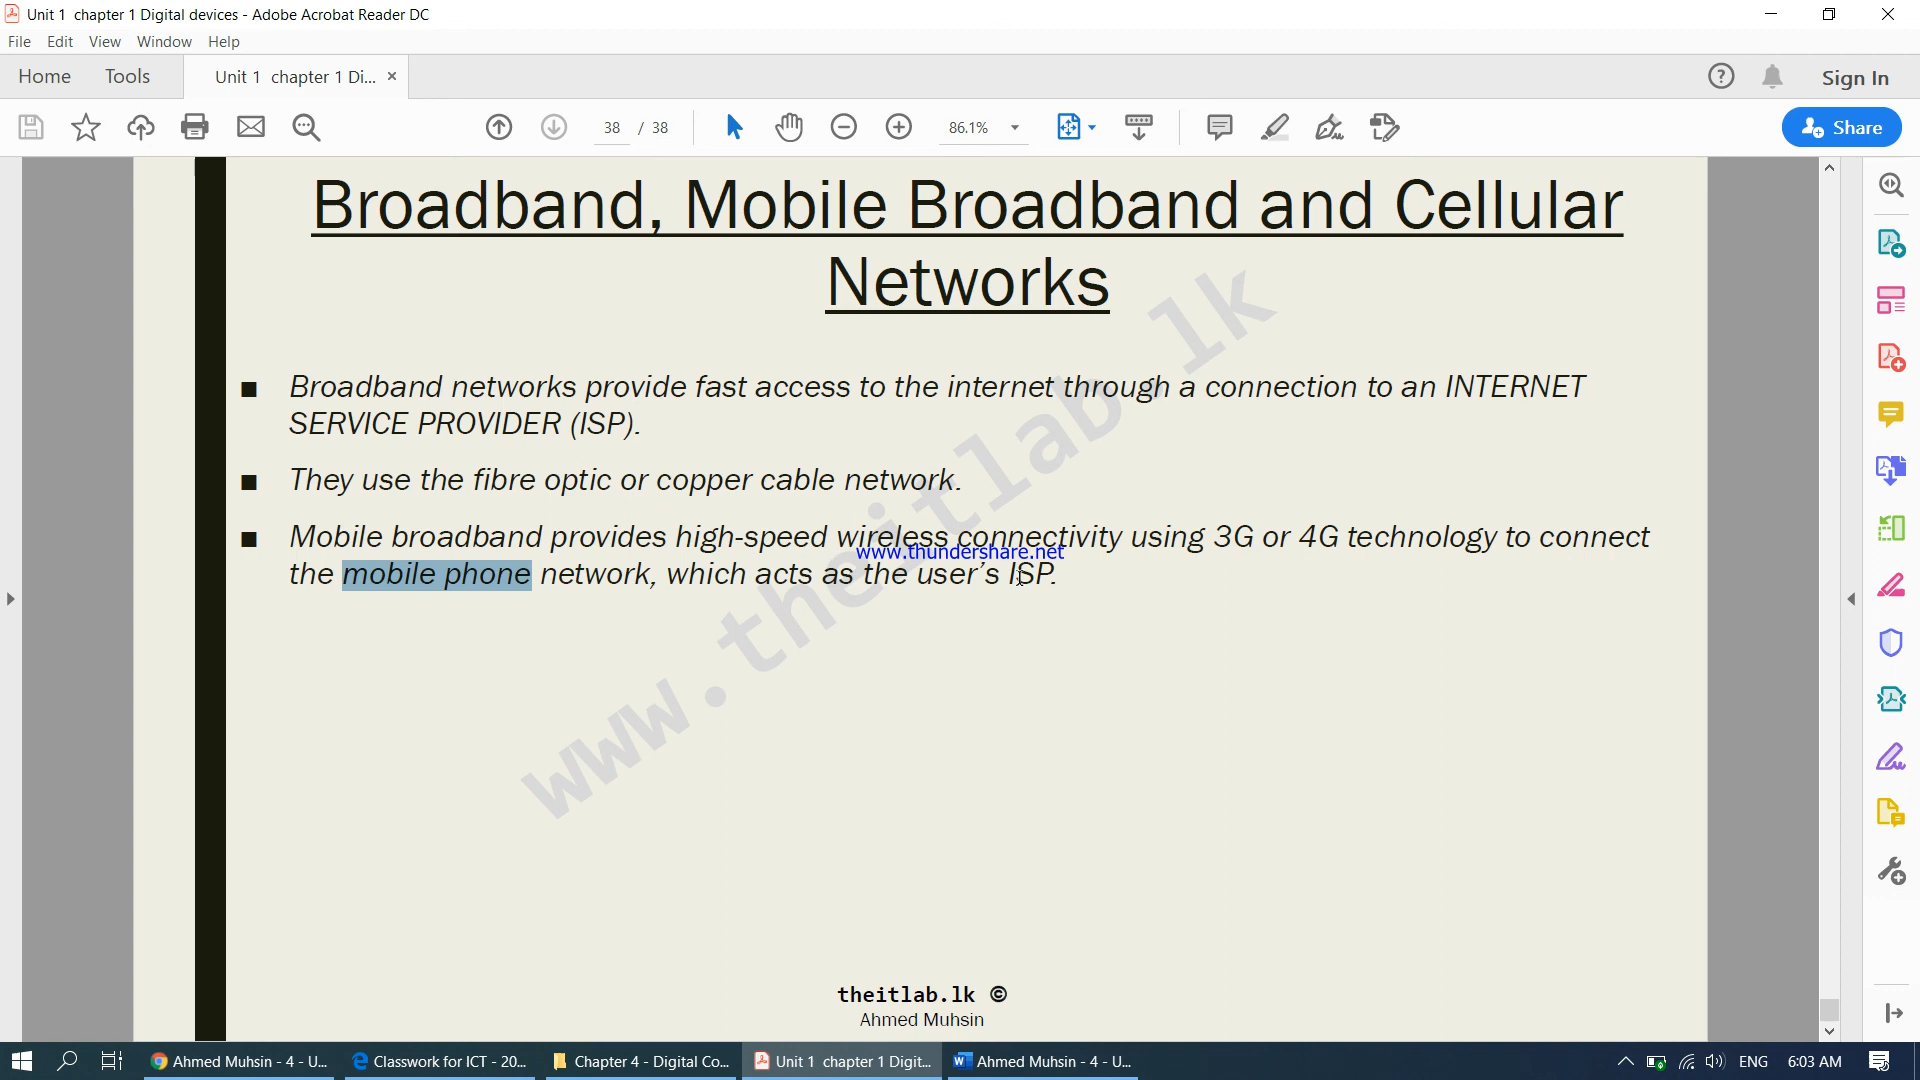 Unit 1  chapter 1 Digital devices - Adobe Acrobat Reader DC
File Edit View Window Help
Home Tools Unit 1  chapter 1 Di... × Sign In
38 / 38 86.1% Share
Broadband, Mobile Broadband and Cellular
Networks
■ Broadband networks provide fast access to the internet through a connection to an INTERNET
SERVICE PROVIDER (ISP).
■ They use the fibre optic or copper cable network.
■ Mobile broadband provides high-speed wireless connectivity using 3G or 4G technology to connect
www.thundershare.net
the mobile phone network, which acts as the user’s ISP.
www.theitlab.lk
theitlab.lk ©
Ahmed Muhsin
Ahmed Muhsin - 4 - U... Classwork for ICT - 20... Chapter 4 - Digital Co... Unit 1  chapter 1 Digit... Ahmed Muhsin - 4 - U... ENG 6:03 AM